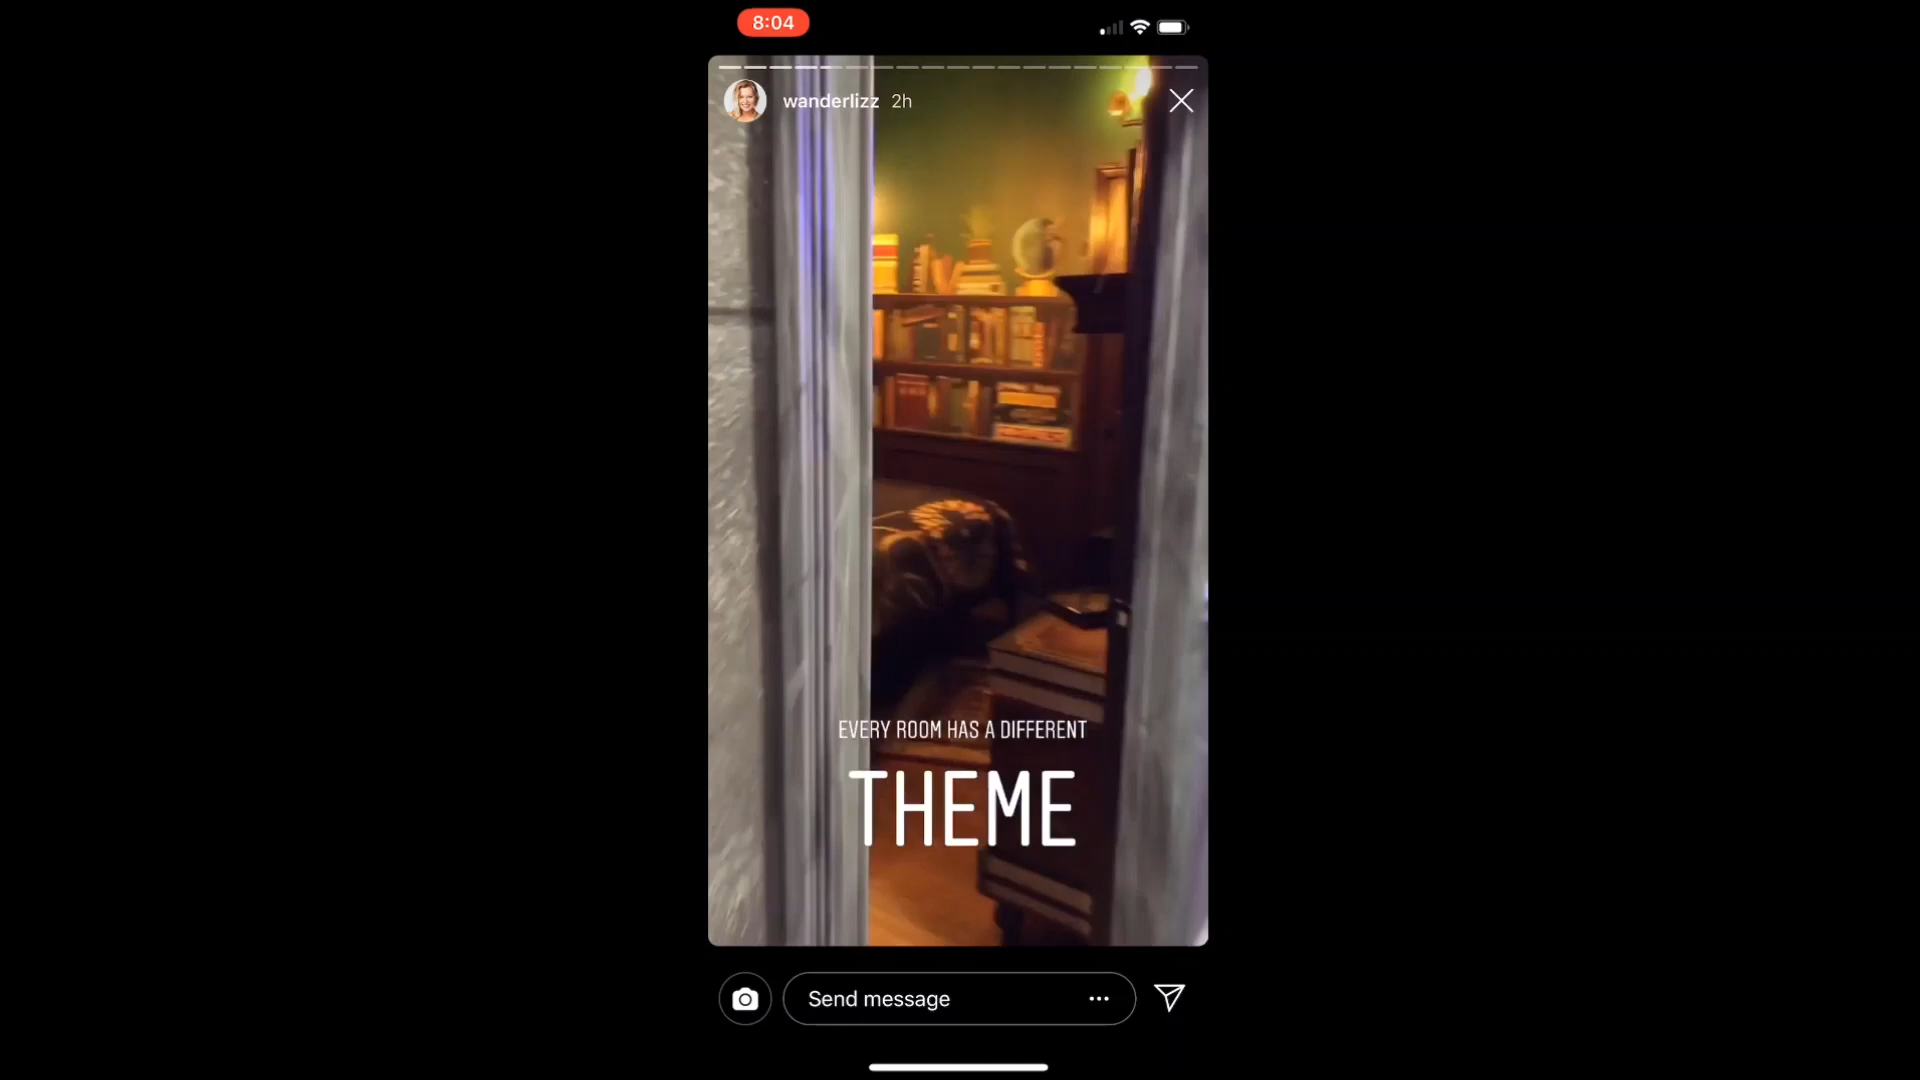 8:04
wanderlizz 2h
EVERY ROOM HAS A DIFFERENT
THEME
Send message